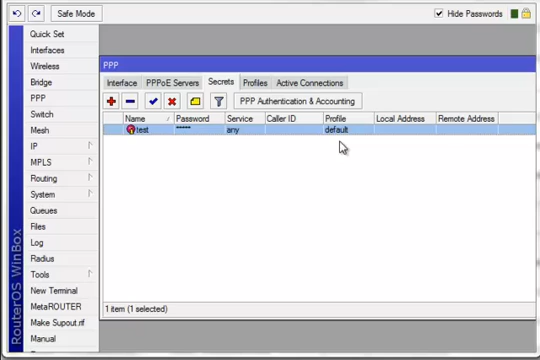 Safe Mode
Hide Passwords
Quick Set
Interfaces
Wireless
Bridge
PPP
Switch
Mesh
IP
MPLS
Routing
System
Queues
Files
Log
Radius
Tools
New Terminal
MetaROUTER
Make Supout.rif
Manual
RouterOS WinBox
PPP
Interface PPPoE Servers Secrets Profiles Active Connections
PPP Authentication & Accounting
Name Password Service Caller ID Profile Local Address Remote Address
test ***** any default
1 item (1 selected)